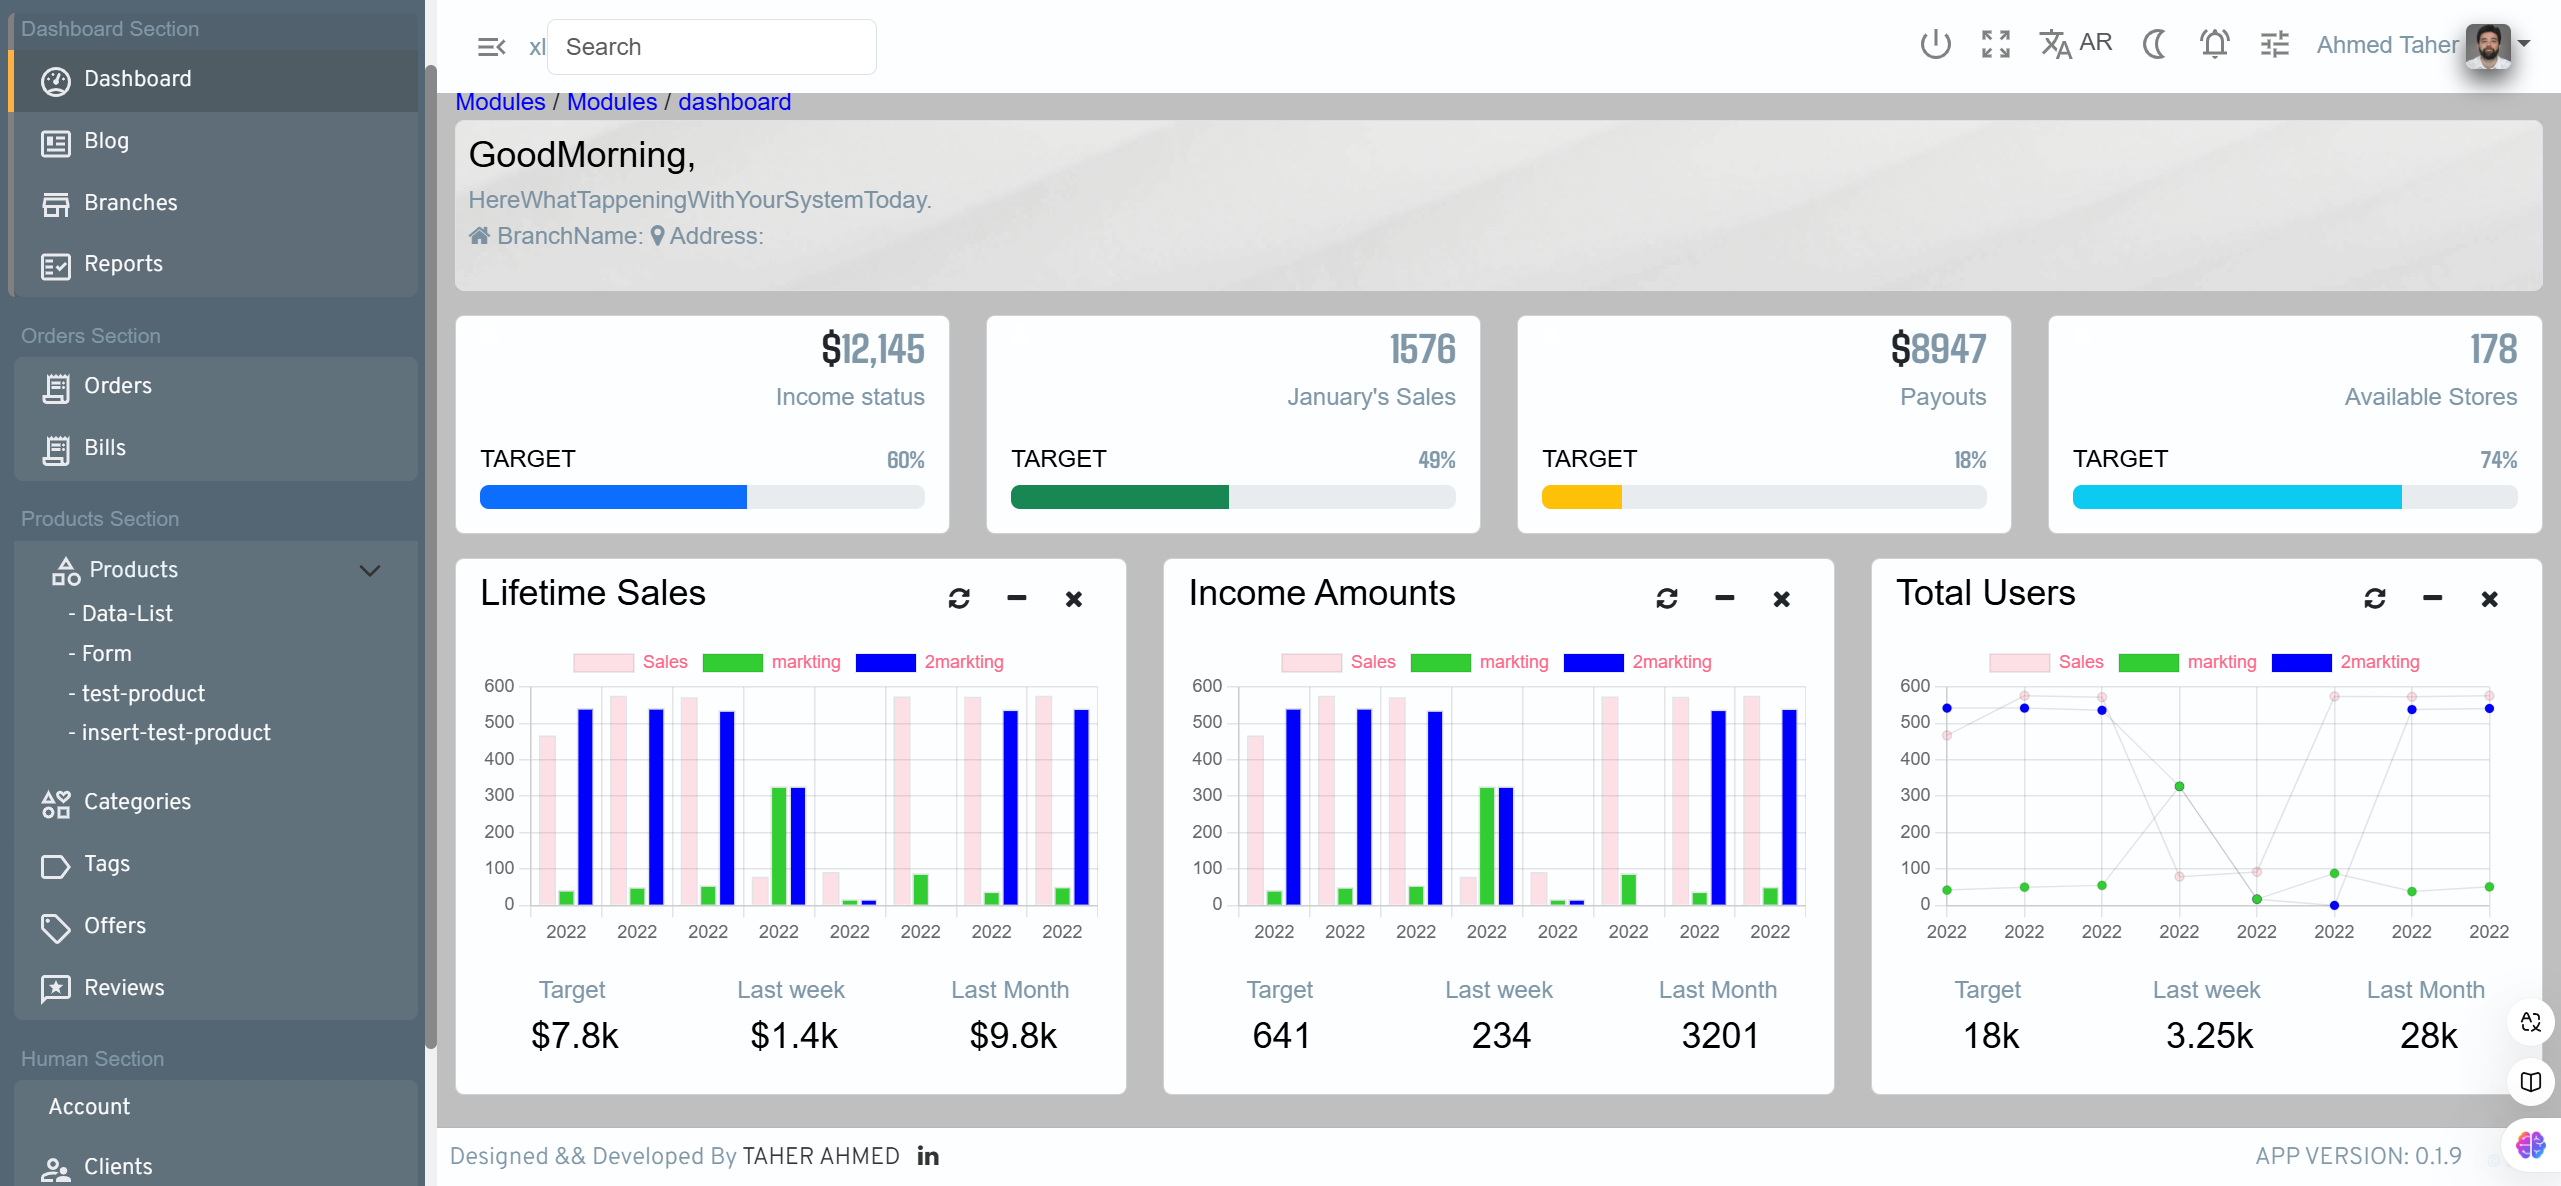 Dashboard Section
Dashboard
Blog
Branches
Reports
Orders Section
Orders
Bills
Products Section
Products
- Data-List
- Form
- test-product
- insert-test-product
Categories
Tags
Offers
Reviews
Human Section
Account
Clients
xl Search
AR
Ahmed Taher
Modules / Modules / dashboard
GoodMorning,
HereWhatTappeningWithYourSystemToday.
BranchName: Address:
$12,145
Income status
TARGET 60%
1576
January's Sales
TARGET 49%
$8947
Payouts
TARGET 18%
178
Available Stores
TARGET 74%
Lifetime Sales
Sales markting 2markting
600
500
400
300
200
100
0
2022 2022 2022 2022 2022 2022 2022 2022
Target Last week Last Month
$7.8k $1.4k $9.8k
Income Amounts
Sales markting 2markting
600
500
400
300
200
100
0
2022 2022 2022 2022 2022 2022 2022 2022
Target Last week Last Month
641 234 3201
Total Users
Sales markting 2markting
600
500
400
300
200
100
0
2022 2022 2022 2022 2022 2022 2022 2022
Target Last week Last Month
18k 3.25k 28k
Designed && Developed By TAHER AHMED in
APP VERSION: 0.1.9